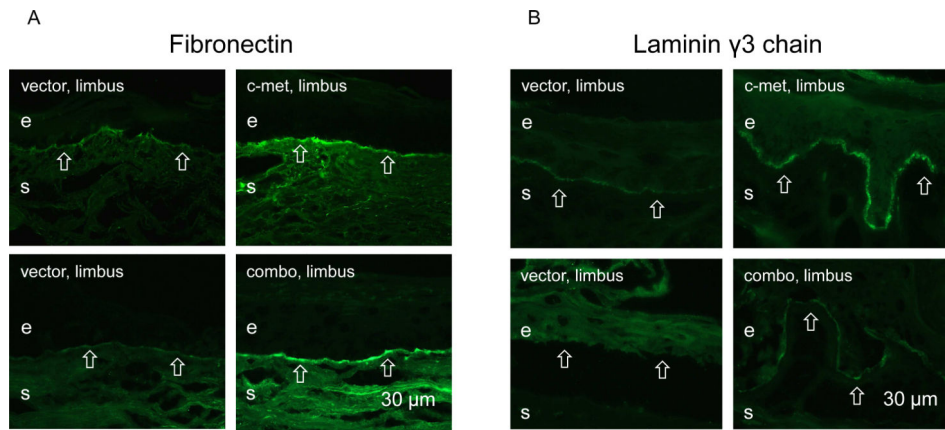 A
Fibronectin
vector, limbus
e
s
c-met, limbus
vector, limbus
e
s
combo, limbus
e
s
30 µm
B
Laminin γ3 chain
vector, limbus
e
s
c-met, limbus
e
s
vector, limbus
e
s
combo, limbus
e
s
30 µm